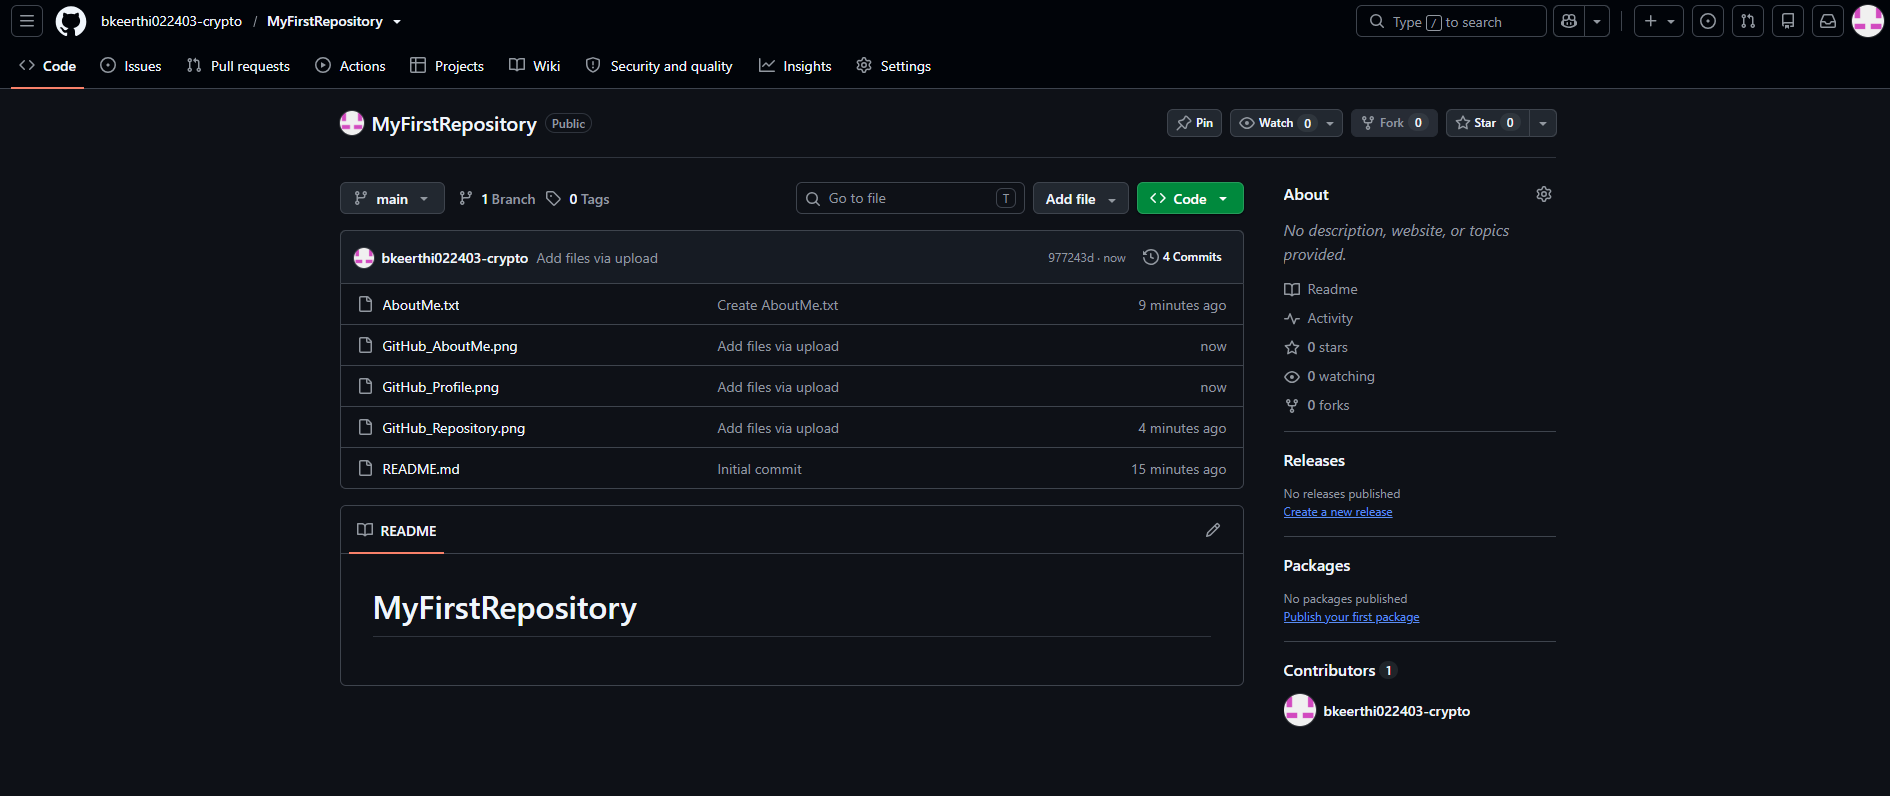 bkeerthi022403-crypto / MyFirstRepository
Type / to search
Code Issues Pull requests Actions Projects Wiki Security and quality Insights Settings
MyFirstRepository Public
Pin Watch 0 Fork 0 Star 0
main 1 Branch 0 Tags Go to file T Add file Code
bkeerthi022403-crypto Add files via upload 977243d · now 4 Commits
AboutMe.txt Create AboutMe.txt 9 minutes ago
GitHub_AboutMe.png Add files via upload now
GitHub_Profile.png Add files via upload now
GitHub_Repository.png Add files via upload 4 minutes ago
README.md Initial commit 15 minutes ago
README
MyFirstRepository
About
No description, website, or topics
provided.
Readme
Activity
0 stars
0 watching
0 forks
Releases
No releases published
Create a new release
Packages
No packages published
Publish your first package
Contributors 1
bkeerthi022403-crypto